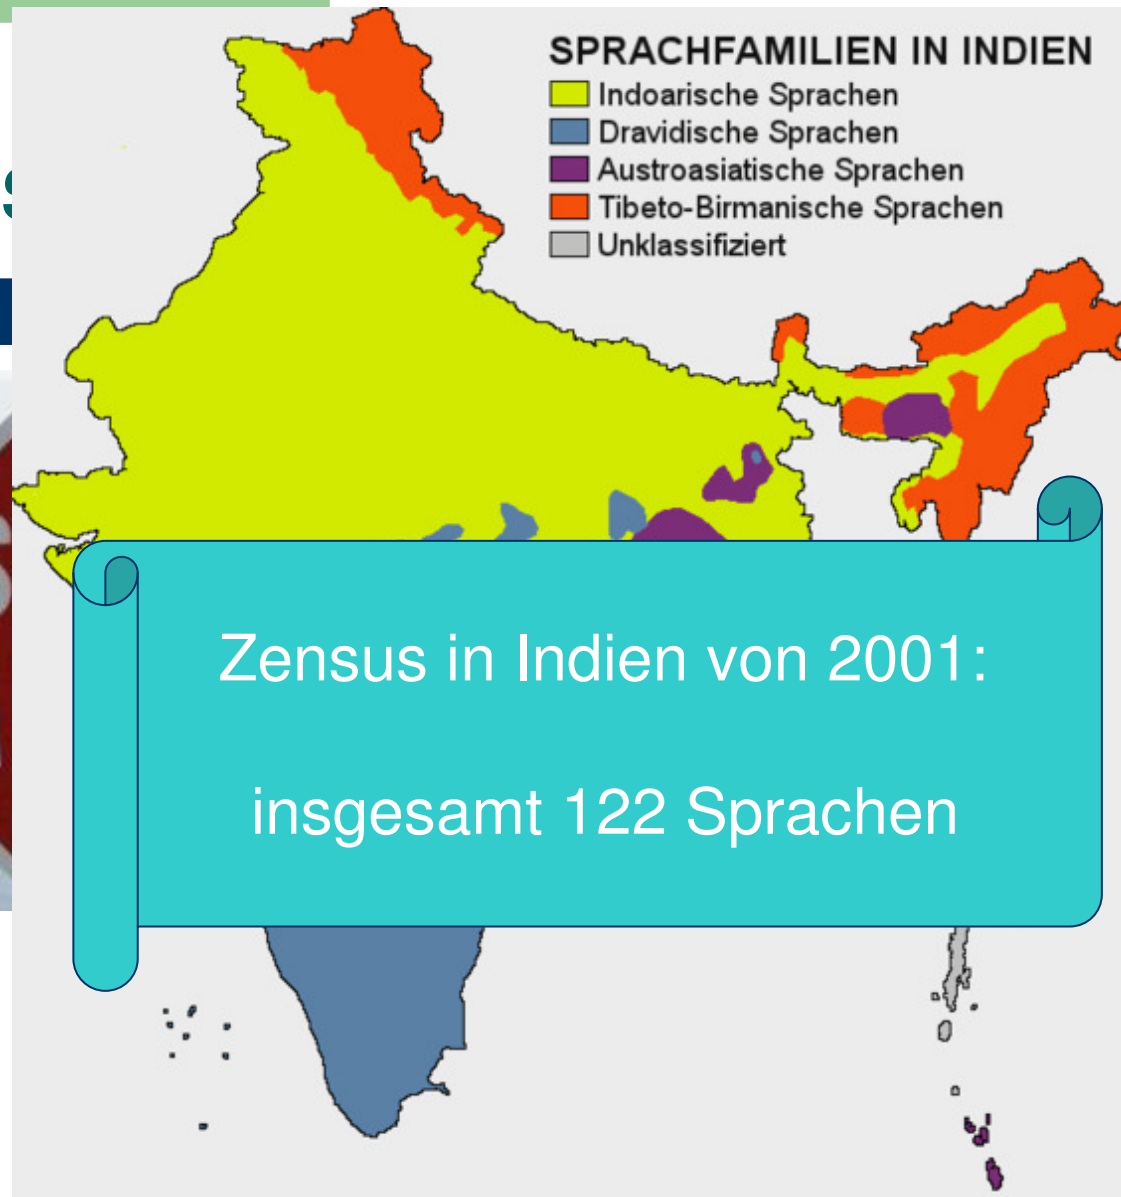 SPRACHFAMILIEN IN INDIEN
Indoarische Sprachen
Dravidische Sprachen
Austroasiatische Sprachen
Tibeto-Birmanische Sprachen
Unklassifiziert
Zensus in Indien von 2001:
insgesamt 122 Sprachen